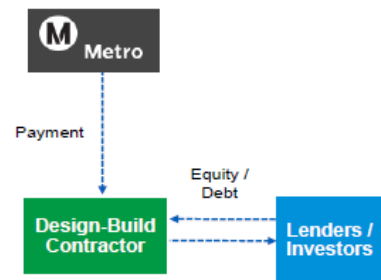 M
Metro
Payment
Equity /
Debt
Design-Build
Contractor
Lenders /
Investors